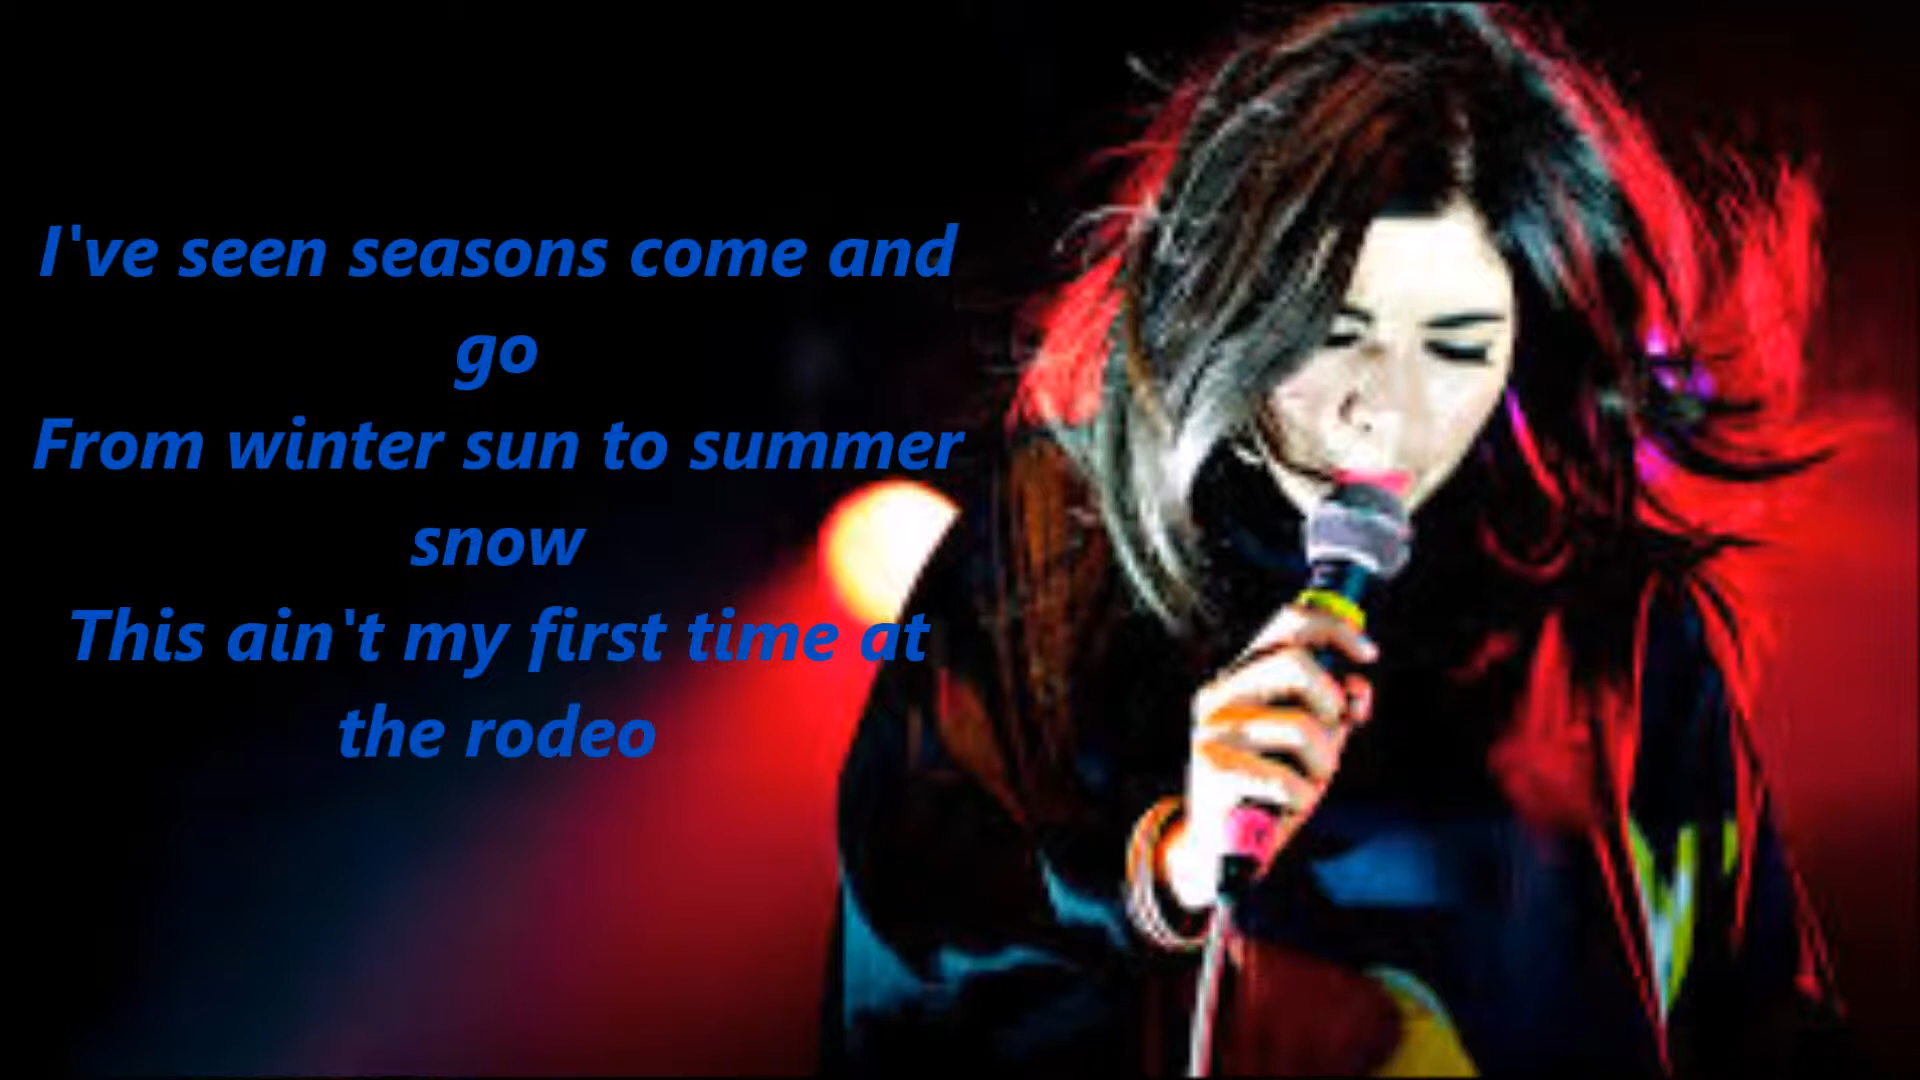 I've seen seasons come and
go
From winter sun to summer
snow
This ain't my first time at
the rodeo